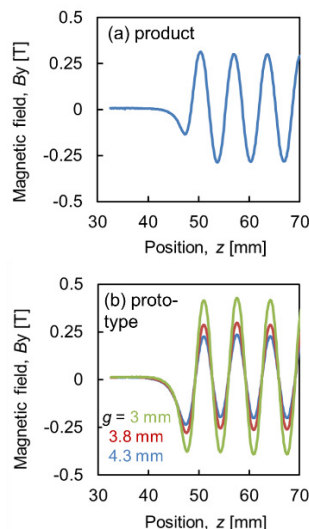 (a) product
Magnetic field, By [T]
0.5
0.25
0
-0.25
-0.5
30 40 50 60 70
Position, z [mm]
(b) proto-
type
Magnetic field, By [T]
0.5
0.25
0
-0.25
-0.5
g = 3 mm
3.8 mm
4.3 mm
30 40 50 60 70
Position, z [mm]